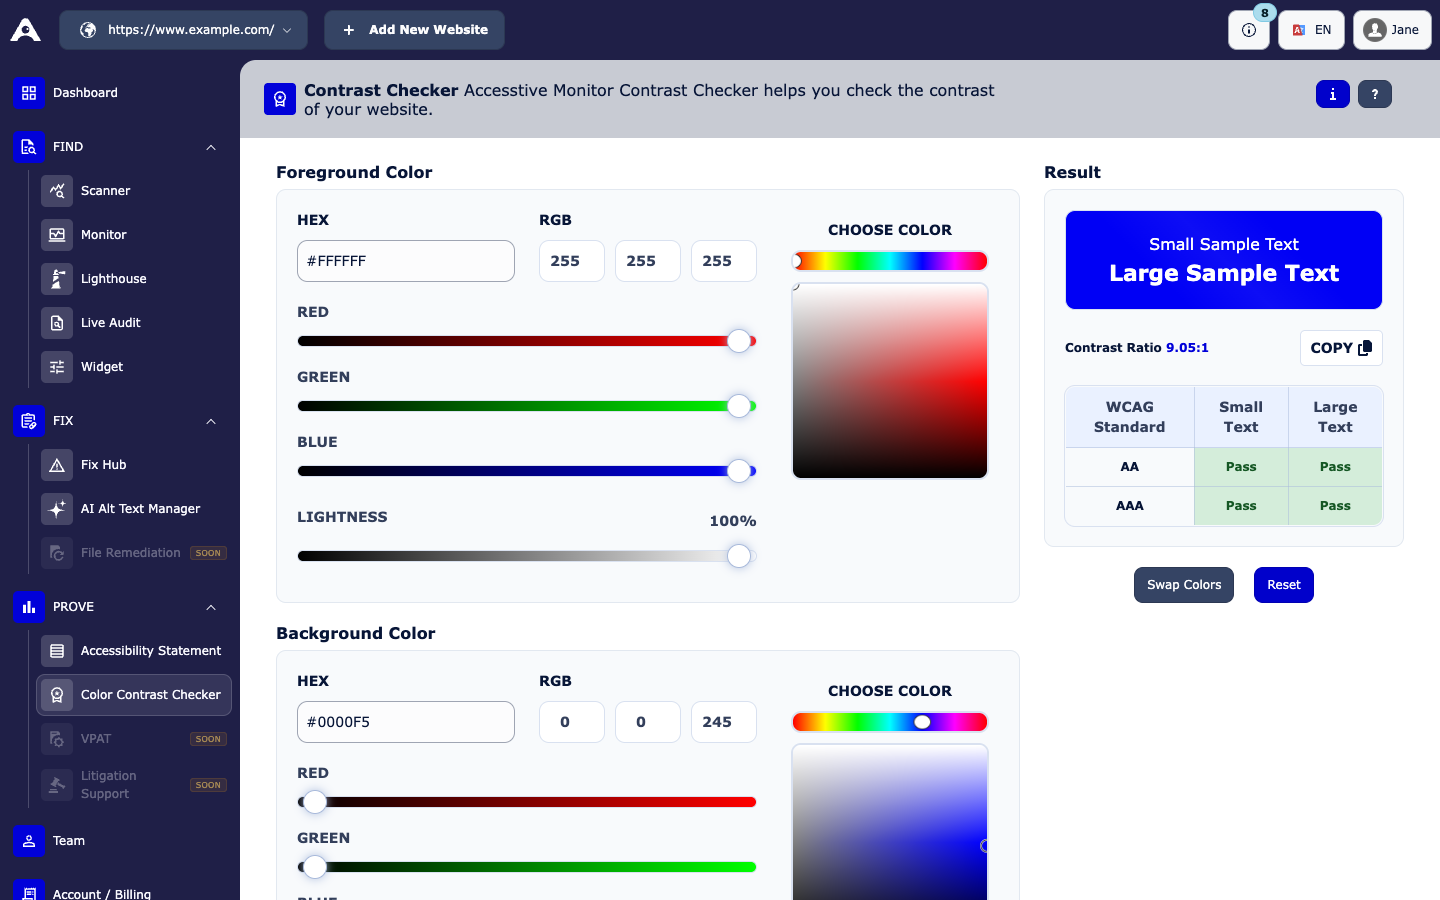 https://www.example.com/
+ Add New Website
8
EN
Jane
Dashboard
FIND
Scanner
Monitor
Lighthouse
Live Audit
Widget
FIX
Fix Hub
AI Alt Text Manager
File Remediation SOON
PROVE
Accessibility Statement
Color Contrast Checker
VPAT SOON
Litigation
Support SOON
Team
Account / Billing
Contrast Checker Accesstive Monitor Contrast Checker helps you check the contrast
of your website.
i
?
Foreground Color
HEX
RGB
#FFFFFF
255
255
255
CHOOSE COLOR
RED
GREEN
BLUE
LIGHTNESS
100%
Background Color
HEX
RGB
#0000F5
0
0
245
CHOOSE COLOR
RED
GREEN
BLUE
Result
Small Sample Text
Large Sample Text
Contrast Ratio 9.05:1
COPY
WCAG
Standard
Small
Text
Large
Text
AA Pass Pass
AAA Pass Pass
Swap Colors
Reset